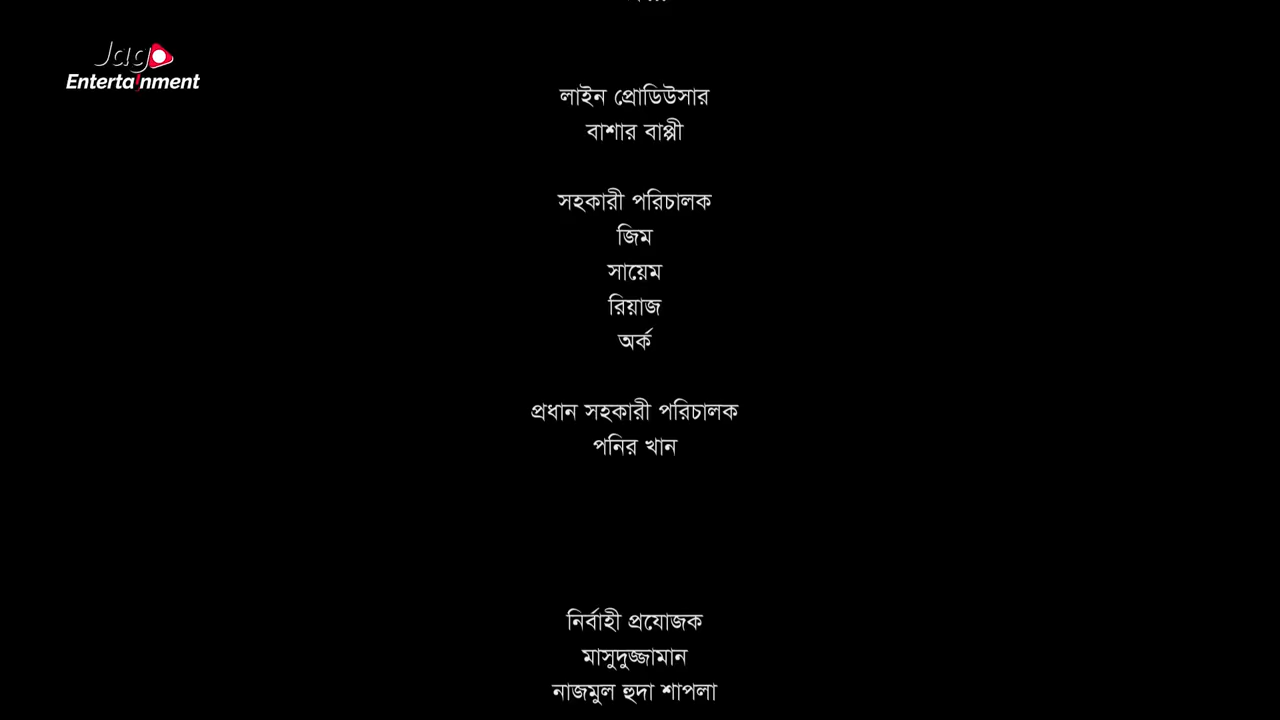 Jago
Entertainment
লাইন প্রোডিউসার
বাশার বাপ্পী
সহকারী পরিচালক
জিম
সায়েম
রিয়াজ
অর্ক
প্রধান সহকারী পরিচালক
পনির খান
নির্বাহী প্রযোজক
মাসুদুজ্জামান
নাজমুল হুদা শাপলা